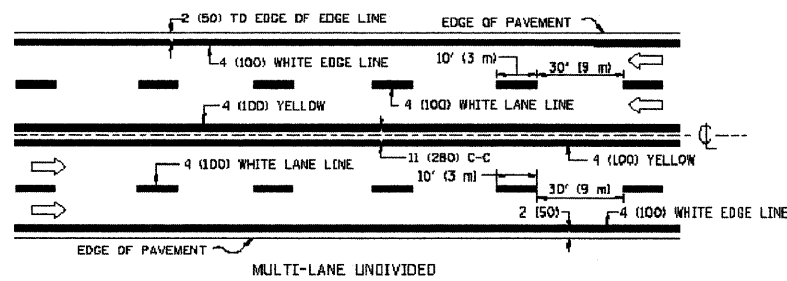 2 (50) TO EDGE OF EDGE LINE
EDGE OF PAVEMENT
4 (100) WHITE EDGE LINE
10' (3 m)
30' (9 m)
4 (100) YELLOW
4 (100) WHITE LANE LINE
℄
4 (100) WHITE LANE LINE
11 (280) C-C
4 (100) YELLOW
10' (3 m)
30' (9 m)
2 (50)
4 (100) WHITE EDGE LINE
EDGE OF PAVEMENT
MULTI-LANE UNDIVIDED